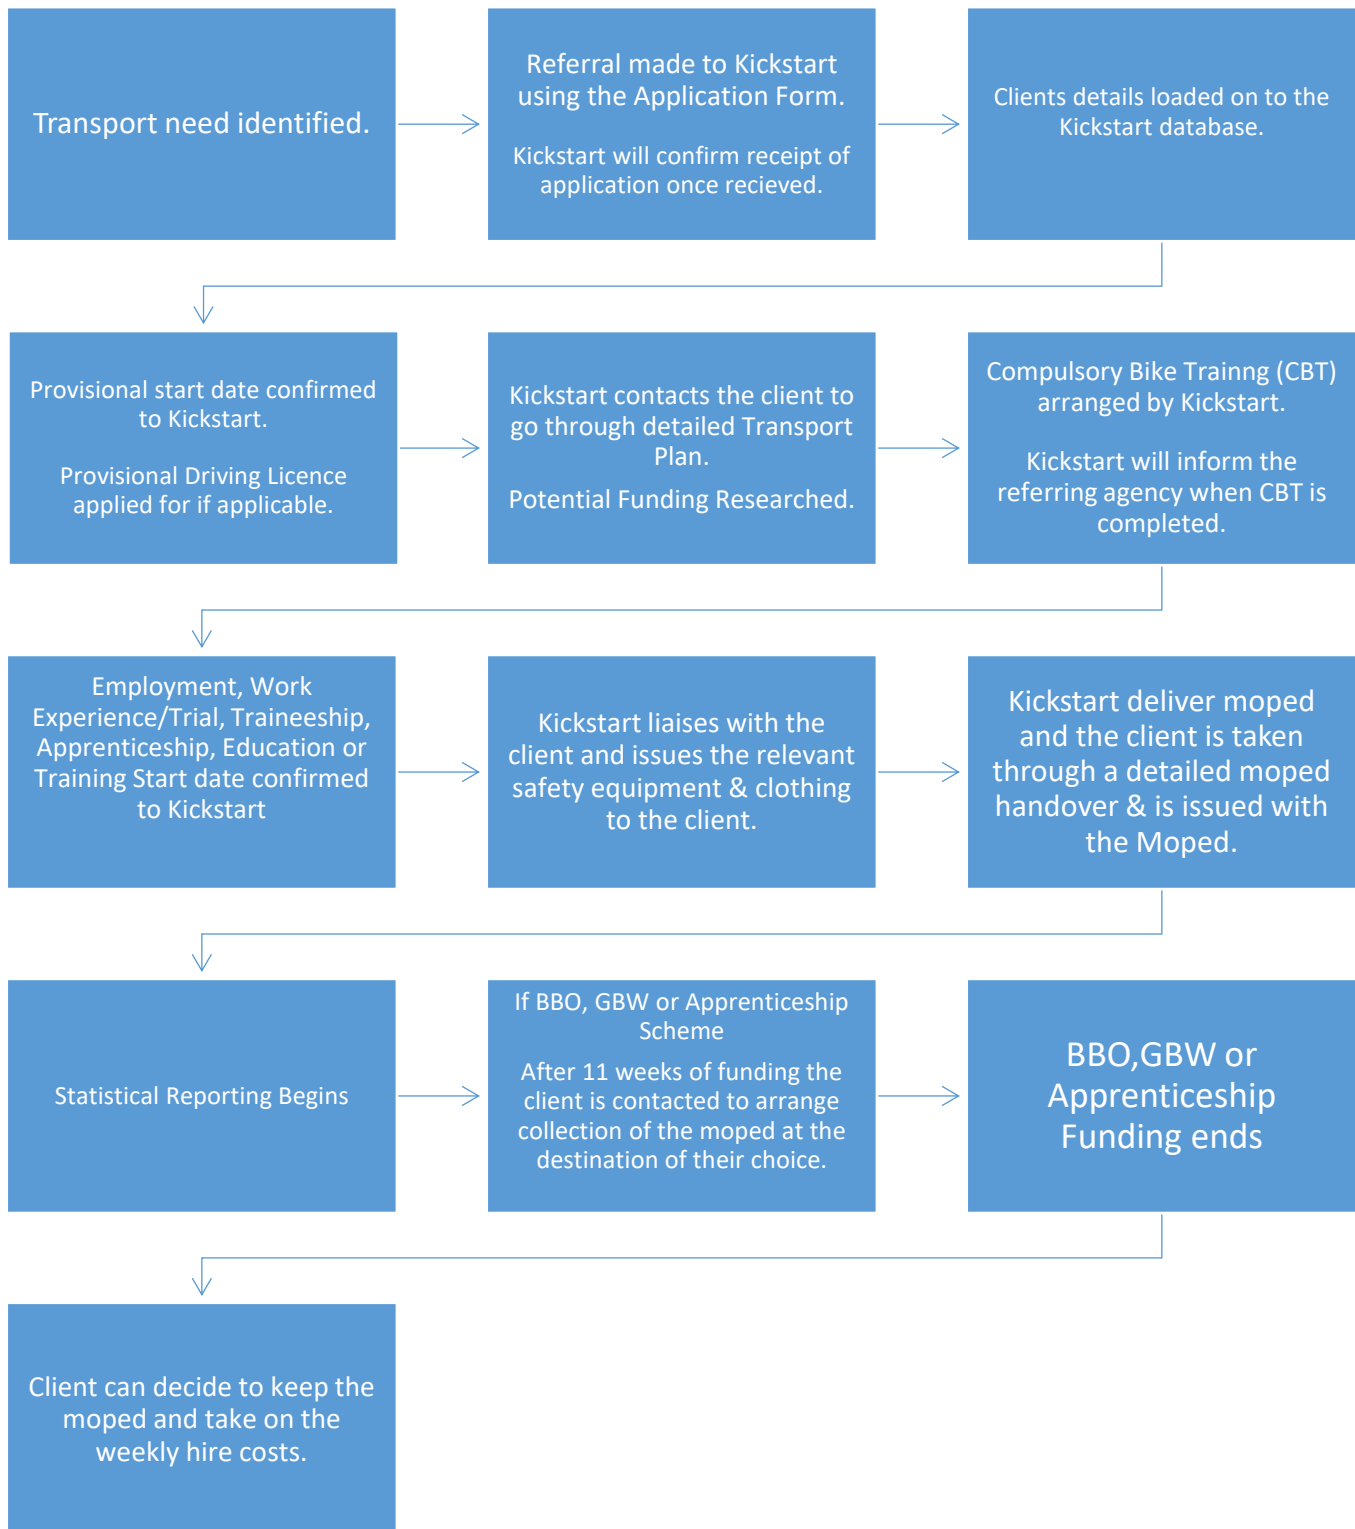 Transport need identified.
Referral made to Kickstart
using the Application Form.
Kickstart will confirm receipt of
application once recieved.
Clients details loaded on to the
Kickstart database.
Provisional start date confirmed
to Kickstart.
Provisional Driving Licence
applied for if applicable.
Kickstart contacts the client to
go through detailed Transport
Plan.
Potential Funding Researched.
Compulsory Bike Trainng (CBT)
arranged by Kickstart.
Kickstart will inform the
referring agency when CBT is
completed.
Employment, Work
Experience/Trial, Traineeship,
Apprenticeship, Education or
Training Start date confirmed
to Kickstart
Kickstart liaises with the
client and issues the relevant
safety equipment & clothing
to the client.
Kickstart deliver moped
and the client is taken
through a detailed moped
handover & is issued with
the Moped.
Statistical Reporting Begins
If BBO, GBW or Apprenticeship
Scheme
After 11 weeks of funding the
client is contacted to arrange
collection of the moped at the
destination of their choice.
BBO,GBW or
Apprenticeship
Funding ends
Client can decide to keep the
moped and take on the
weekly hire costs.